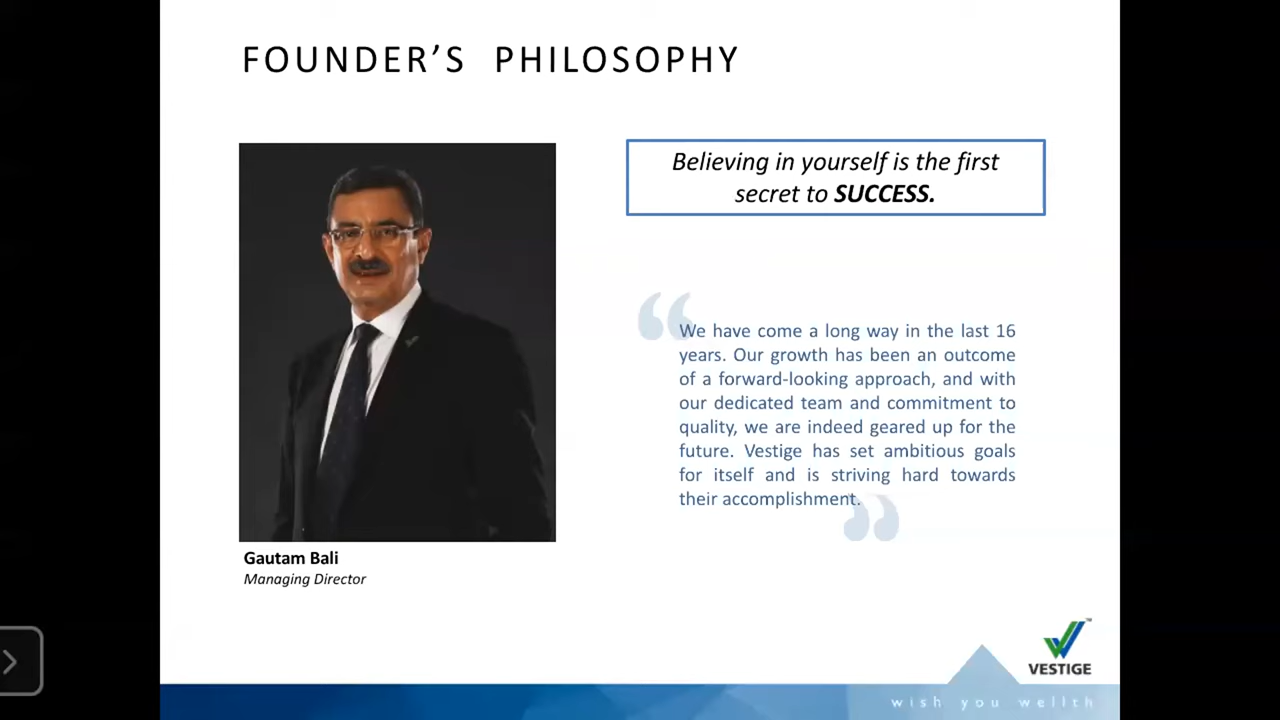 FOUNDER’S PHILOSOPHY
Believing in yourself is the first
secret to SUCCESS.
“
We have come a long way in the last 16
years. Our growth has been an outcome
of a forward-looking approach, and with
our dedicated team and commitment to
quality, we are indeed geared up for the
future. Vestige has set ambitious goals
for itself and is striving hard towards
their accomplishment.
”
Gautam Bali
Managing Director
VESTIGE
wish you wellth